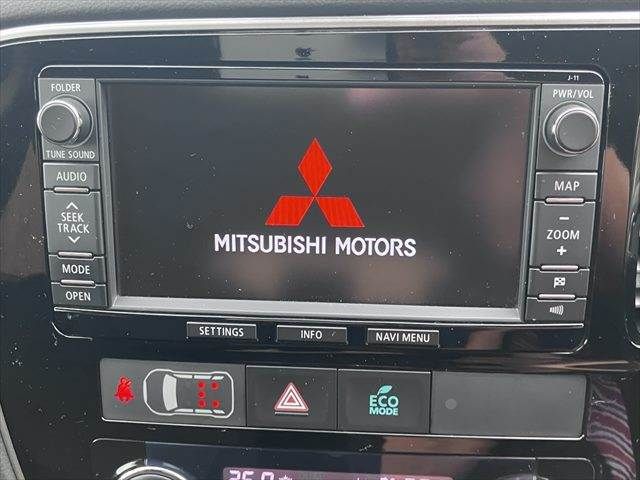 J-11
FOLDER
PWR/VOL
TUNE SOUND
AUDIO
MAP
SEEK
TRACK
ZOOM
MODE
OPEN
MITSUBISHI MOTORS
SETTINGS
INFO
NAVI MENU
ECO
MODE